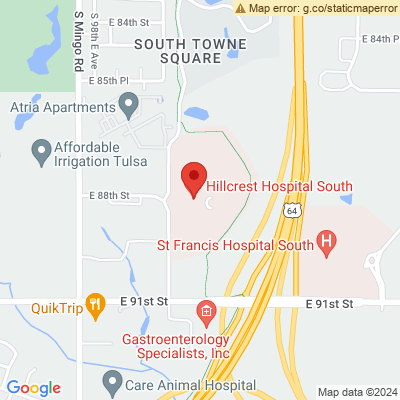 Map error: g.co/staticmaperror
S Mingo Rd
S 98th E Ave
E 84th St
E 84th Pl
SOUTH TOWNE
SQUARE
E 85th Pl
Atria Apartments
Affordable
Irrigation Tulsa
E 88th St
Hillcrest Hospital South
64
St Francis Hospital South
H
E 91st St
E 91st St
QuikTrip
Gastroenterology
Specialists, Inc
Care Animal Hospital
Google
Map data ©2024